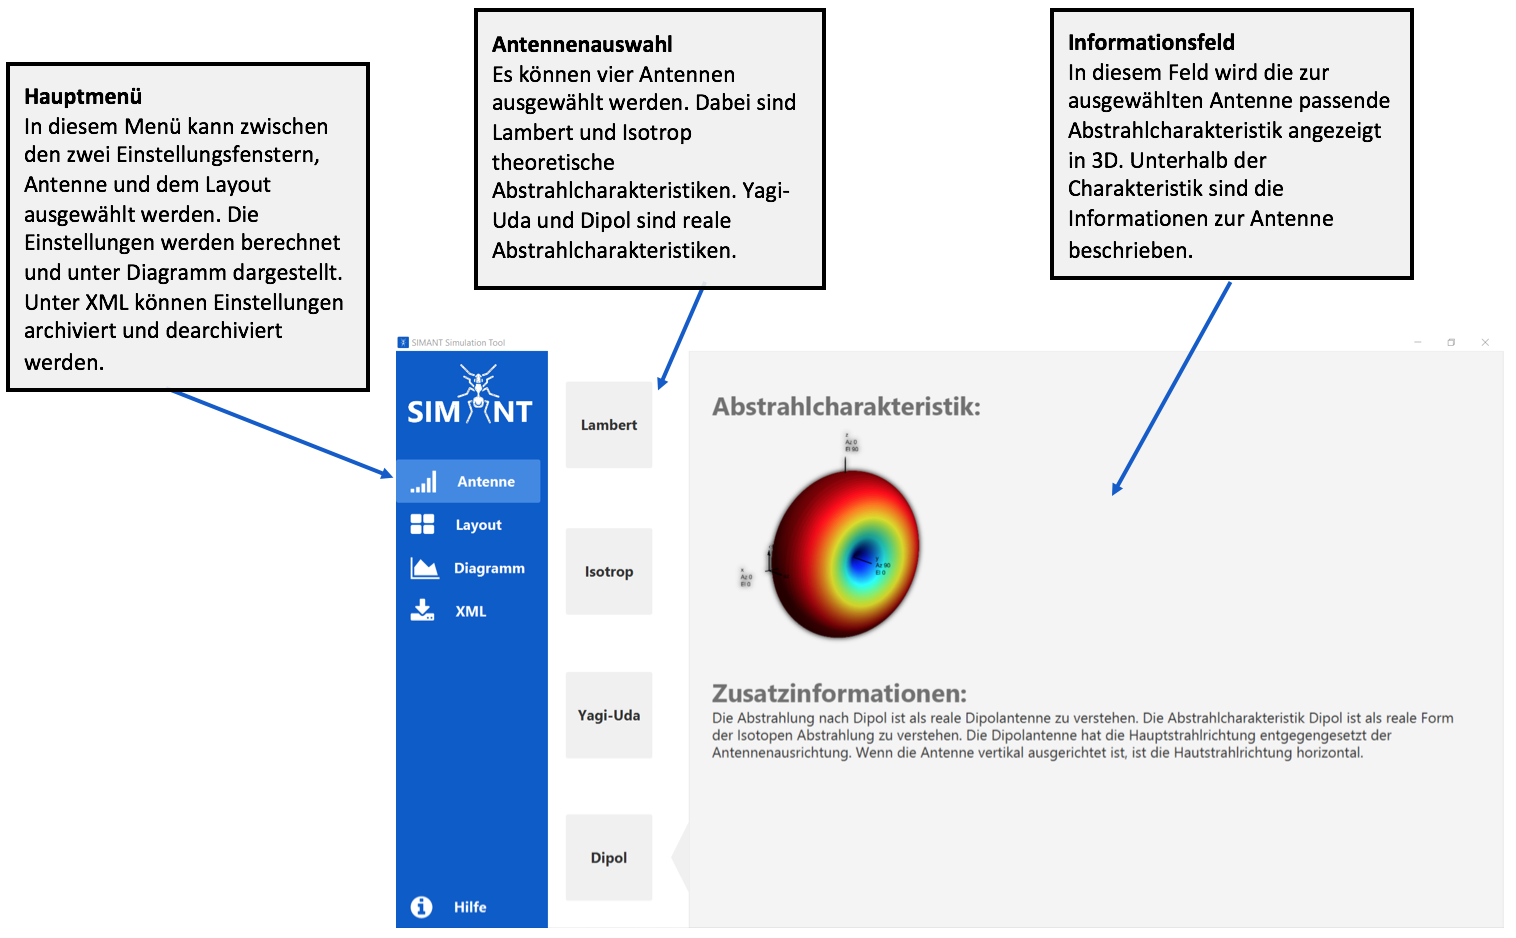 Hauptmenü
In diesem Menü kann zwischen
den zwei Einstellungsfenstern,
Antenne und dem Layout
ausgewählt werden. Die
Einstellungen werden berechnet
und unter Diagramm dargestellt.
Unter XML können Einstellungen
archiviert und dearchiviert
werden.
Antennenauswahl
Es können vier Antennen
ausgewählt werden. Dabei sind
Lambert und Isotrop
theoretische
Abstrahlcharakteristiken. Yagi-
Uda und Dipol sind reale
Abstrahlcharakteristiken.
Informationsfeld
In diesem Feld wird die zur
ausgewählten Antenne passende
Abstrahlcharakteristik angezeigt
in 3D. Unterhalb der
Charakteristik sind die
Informationen zur Antenne
beschrieben.
SIMANT Simulation Tool
SIMANT
Antenne
Layout
Diagramm
XML
Hilfe
Lambert
Isotrop
Yagi-Uda
Dipol
Abstrahlcharakteristik:
z
Az 0
El 90
x
Az 0
El 0
y
Az 90
El 0
Zusatzinformationen:
Die Abstrahlung nach Dipol ist als reale Dipolantenne zu verstehen. Die Abstrahlcharakteristik Dipol ist als reale Form
der Isotopen Abstrahlung zu verstehen. Die Dipolantenne hat die Hauptstrahlrichtung entgegengesetzt der
Antennenausrichtung. Wenn die Antenne vertikal ausgerichtet ist, ist die Hautstrahlrichtung horizontal.